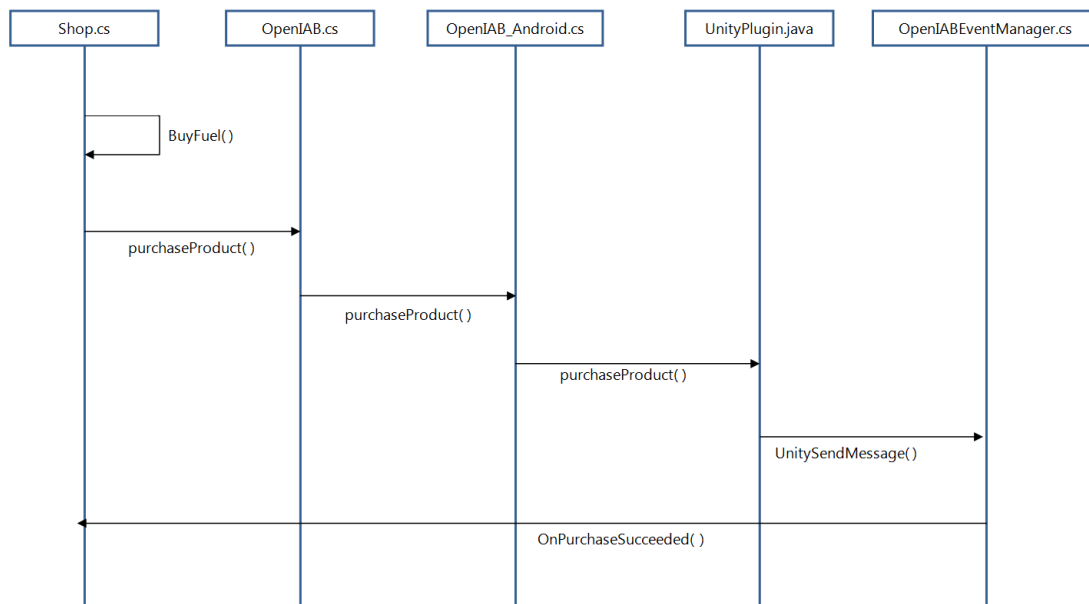 Shop.cs
OpenIAB.cs
OpenIAB_Android.cs
UnityPlugin.java
OpenIABEventManager.cs
BuyFuel( )
purchaseProduct( )
purchaseProduct( )
purchaseProduct( )
UnitySendMessage( )
OnPurchaseSucceeded( )